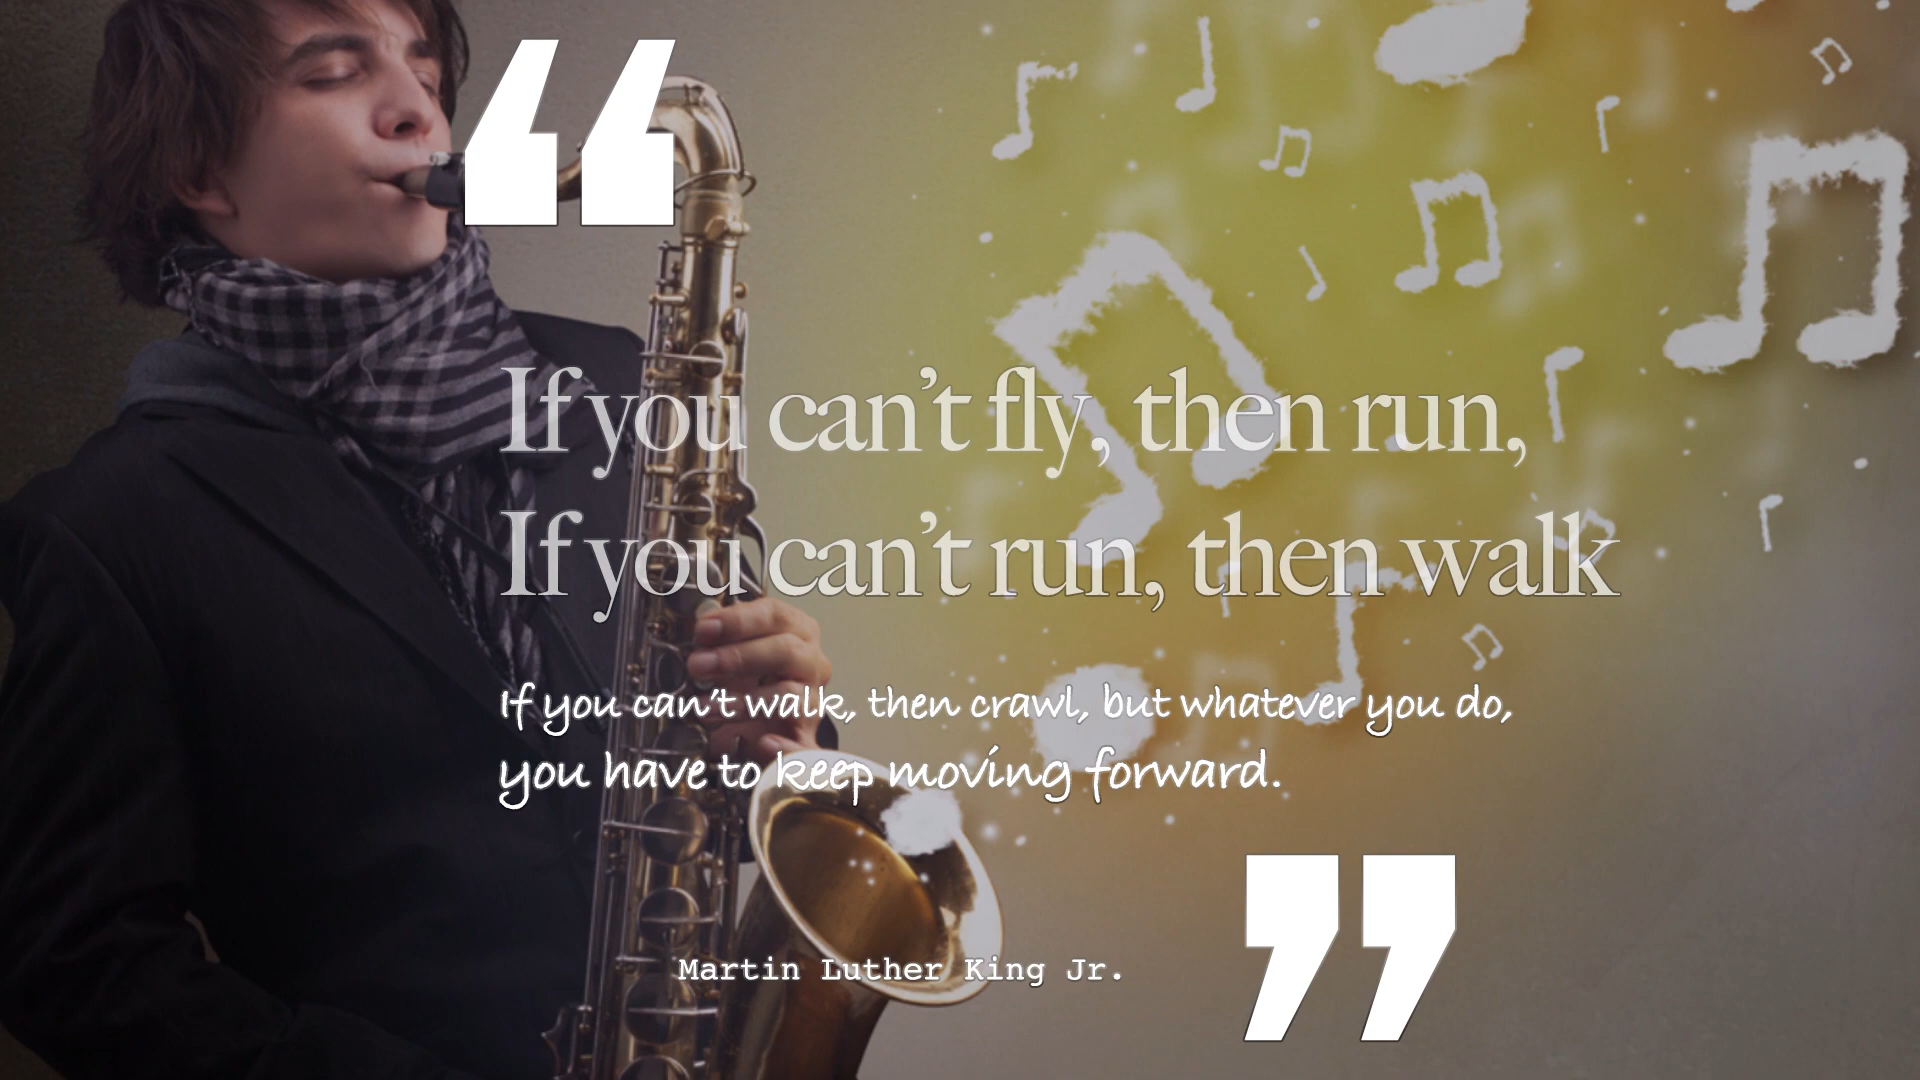 “
If you can’t fly, then run,
If you can’t run, then walk
If you can’t walk, then crawl, but whatever you do,
you have to keep moving forward.
Martin Luther King Jr.
”